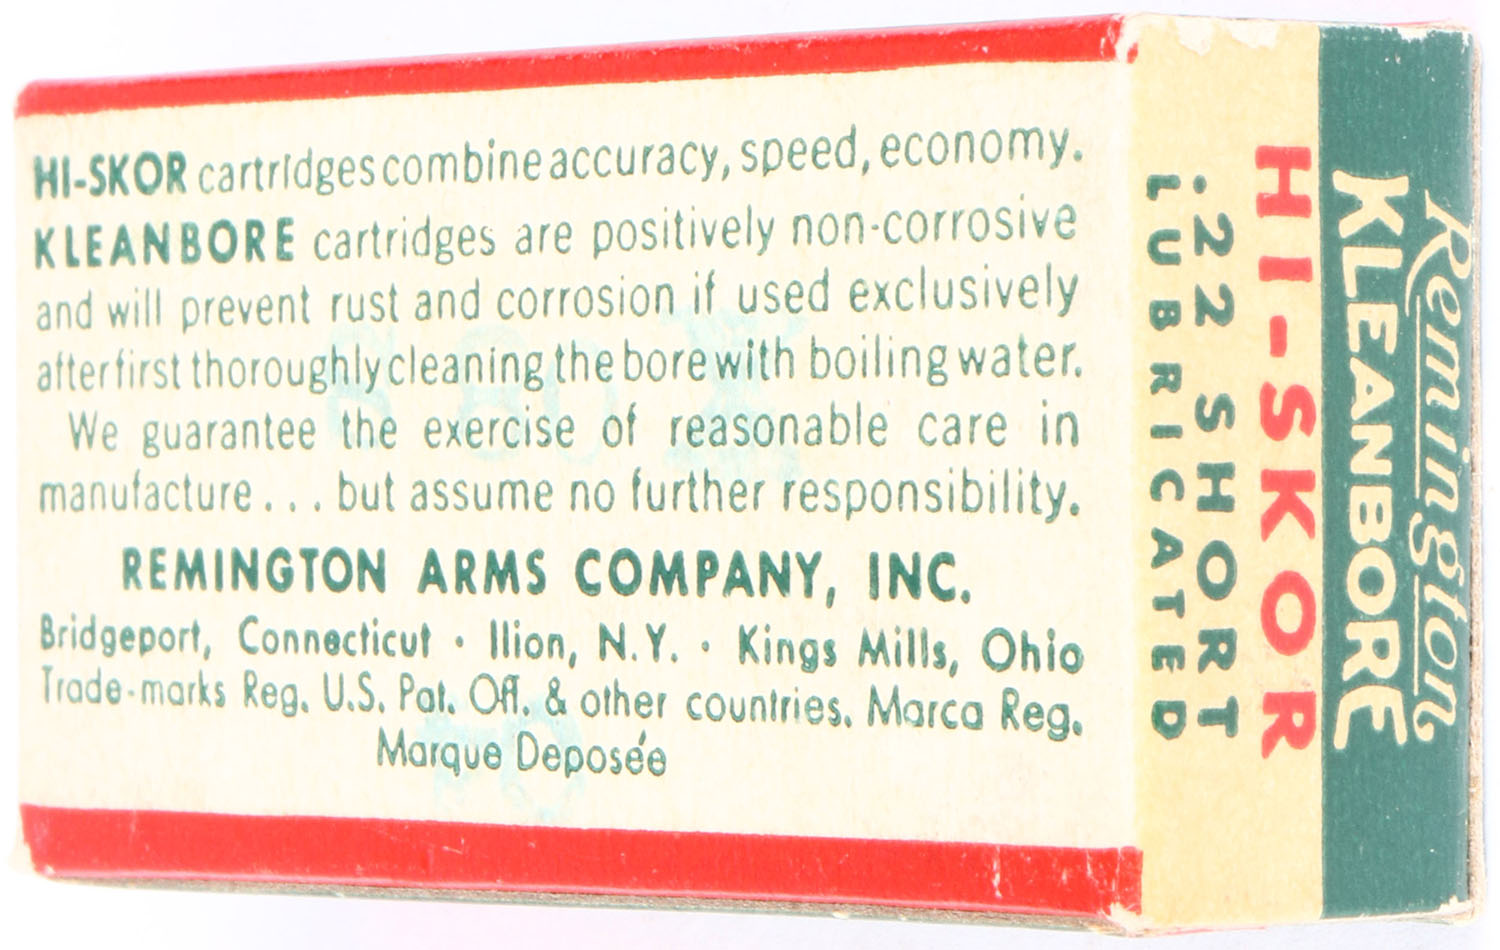 HI-SKOR cartridges combine accuracy, speed, economy.
KLEANBORE cartridges are positively non-corrosive
and will prevent rust and corrosion if used exclusively
after first thoroughly cleaning the bore with boiling water.
We guarantee the exercise of reasonable care in
manufacture... but assume no further responsibility.
REMINGTON ARMS COMPANY, INC.
Bridgeport, Connecticut · Ilion, N.Y. · Kings Mills, Ohio
Trade-marks Reg. U.S. Pat. Off. & other countries. Marca Reg.
Marque Deposée
Remington
KLEANBORE
HI-SKOR
.22 SHORT
LUBRICATED